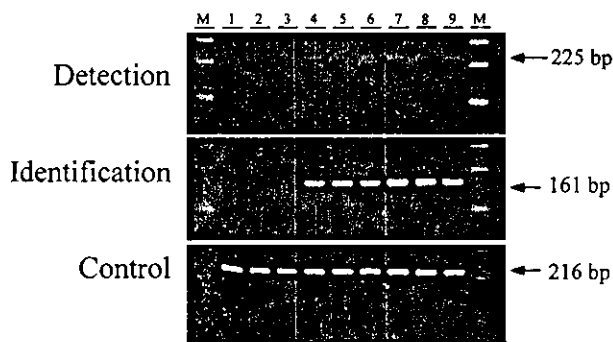 M 1 2 3 4 5 6 7 8 9 M
Detection
225 bp
Identification
161 bp
Control
216 bp